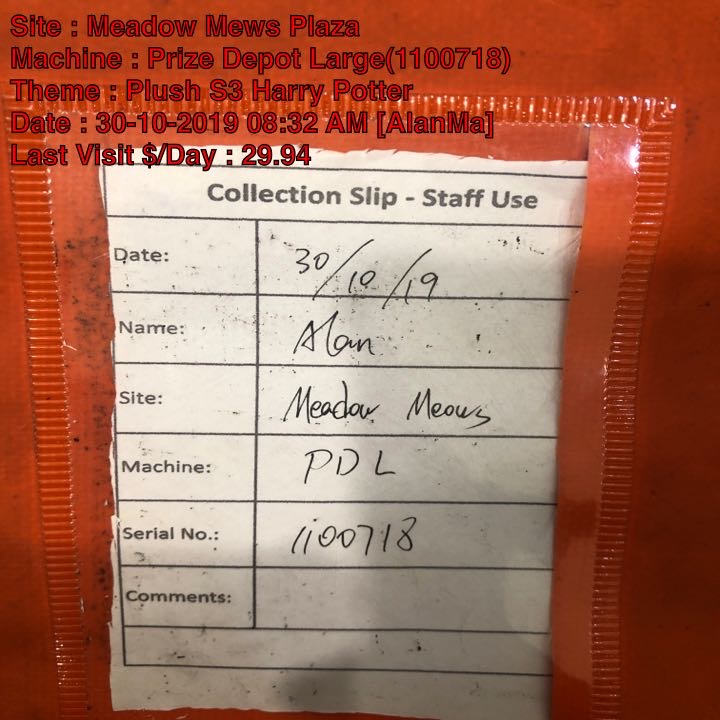 Site : Meadow Mews Plaza
Machine : Prize Depot Large(1100718)
Theme : Plush S3 Harry Potter
Date : 30-10-2019 08:32 AM [AlanMa]
Last Visit $/Day : 29.94
Collection Slip - Staff Use
Date: 30/10/19
Name: Alan
Site: Meadow Meows
Machine: PDL
Serial No.: 1100718
Comments: